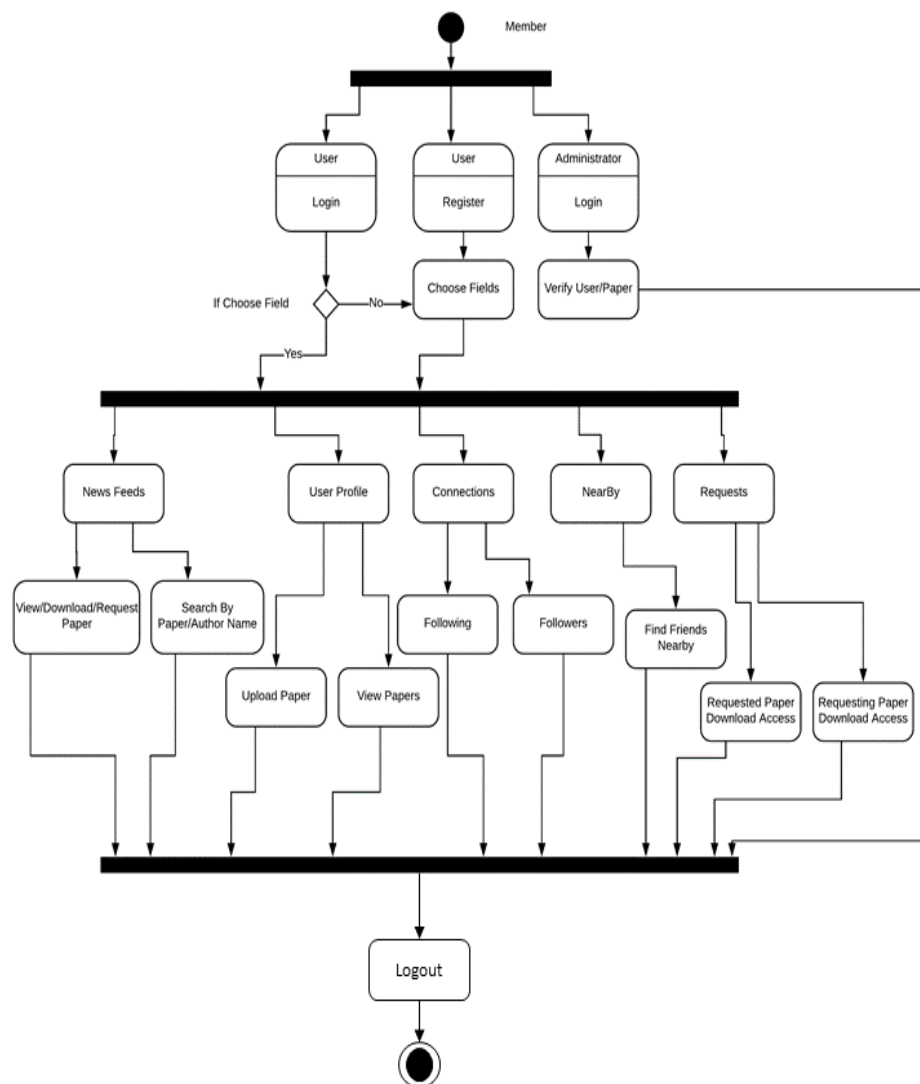 Member
User
Login
User
Register
Administrator
Login
If Choose Field
No
Choose Fields
Verify User/Paper
Yes
News Feeds
User Profile
Connections
NearBy
Requests
View/Download/Request
Paper
Search By
Paper/Author Name
Following
Followers
Find Friends
Nearby
Upload Paper
View Papers
Requested Paper
Download Access
Requesting Paper
Download Access
Logout